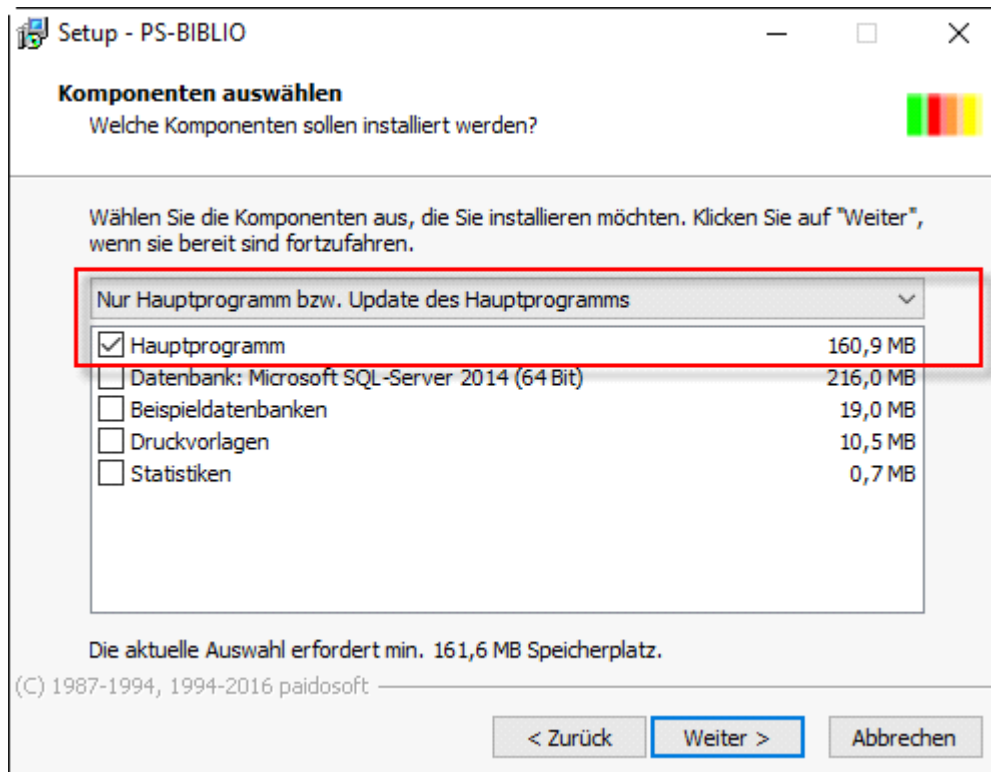 Setup - PS-BIBLIO
Komponenten auswählen
Welche Komponenten sollen installiert werden?
Wählen Sie die Komponenten aus, die Sie installieren möchten. Klicken Sie auf "Weiter",
wenn sie bereit sind fortzufahren.
Nur Hauptprogramm bzw. Update des Hauptprogramms
Hauptprogramm 160,9 MB
Datenbank: Microsoft SQL-Server 2014 (64 Bit) 216,0 MB
Beispieldatenbanken 19,0 MB
Druckvorlagen 10,5 MB
Statistiken 0,7 MB
Die aktuelle Auswahl erfordert min. 161,6 MB Speicherplatz.
(C) 1987-1994, 1994-2016 paidosoft
< Zurück Weiter > Abbrechen